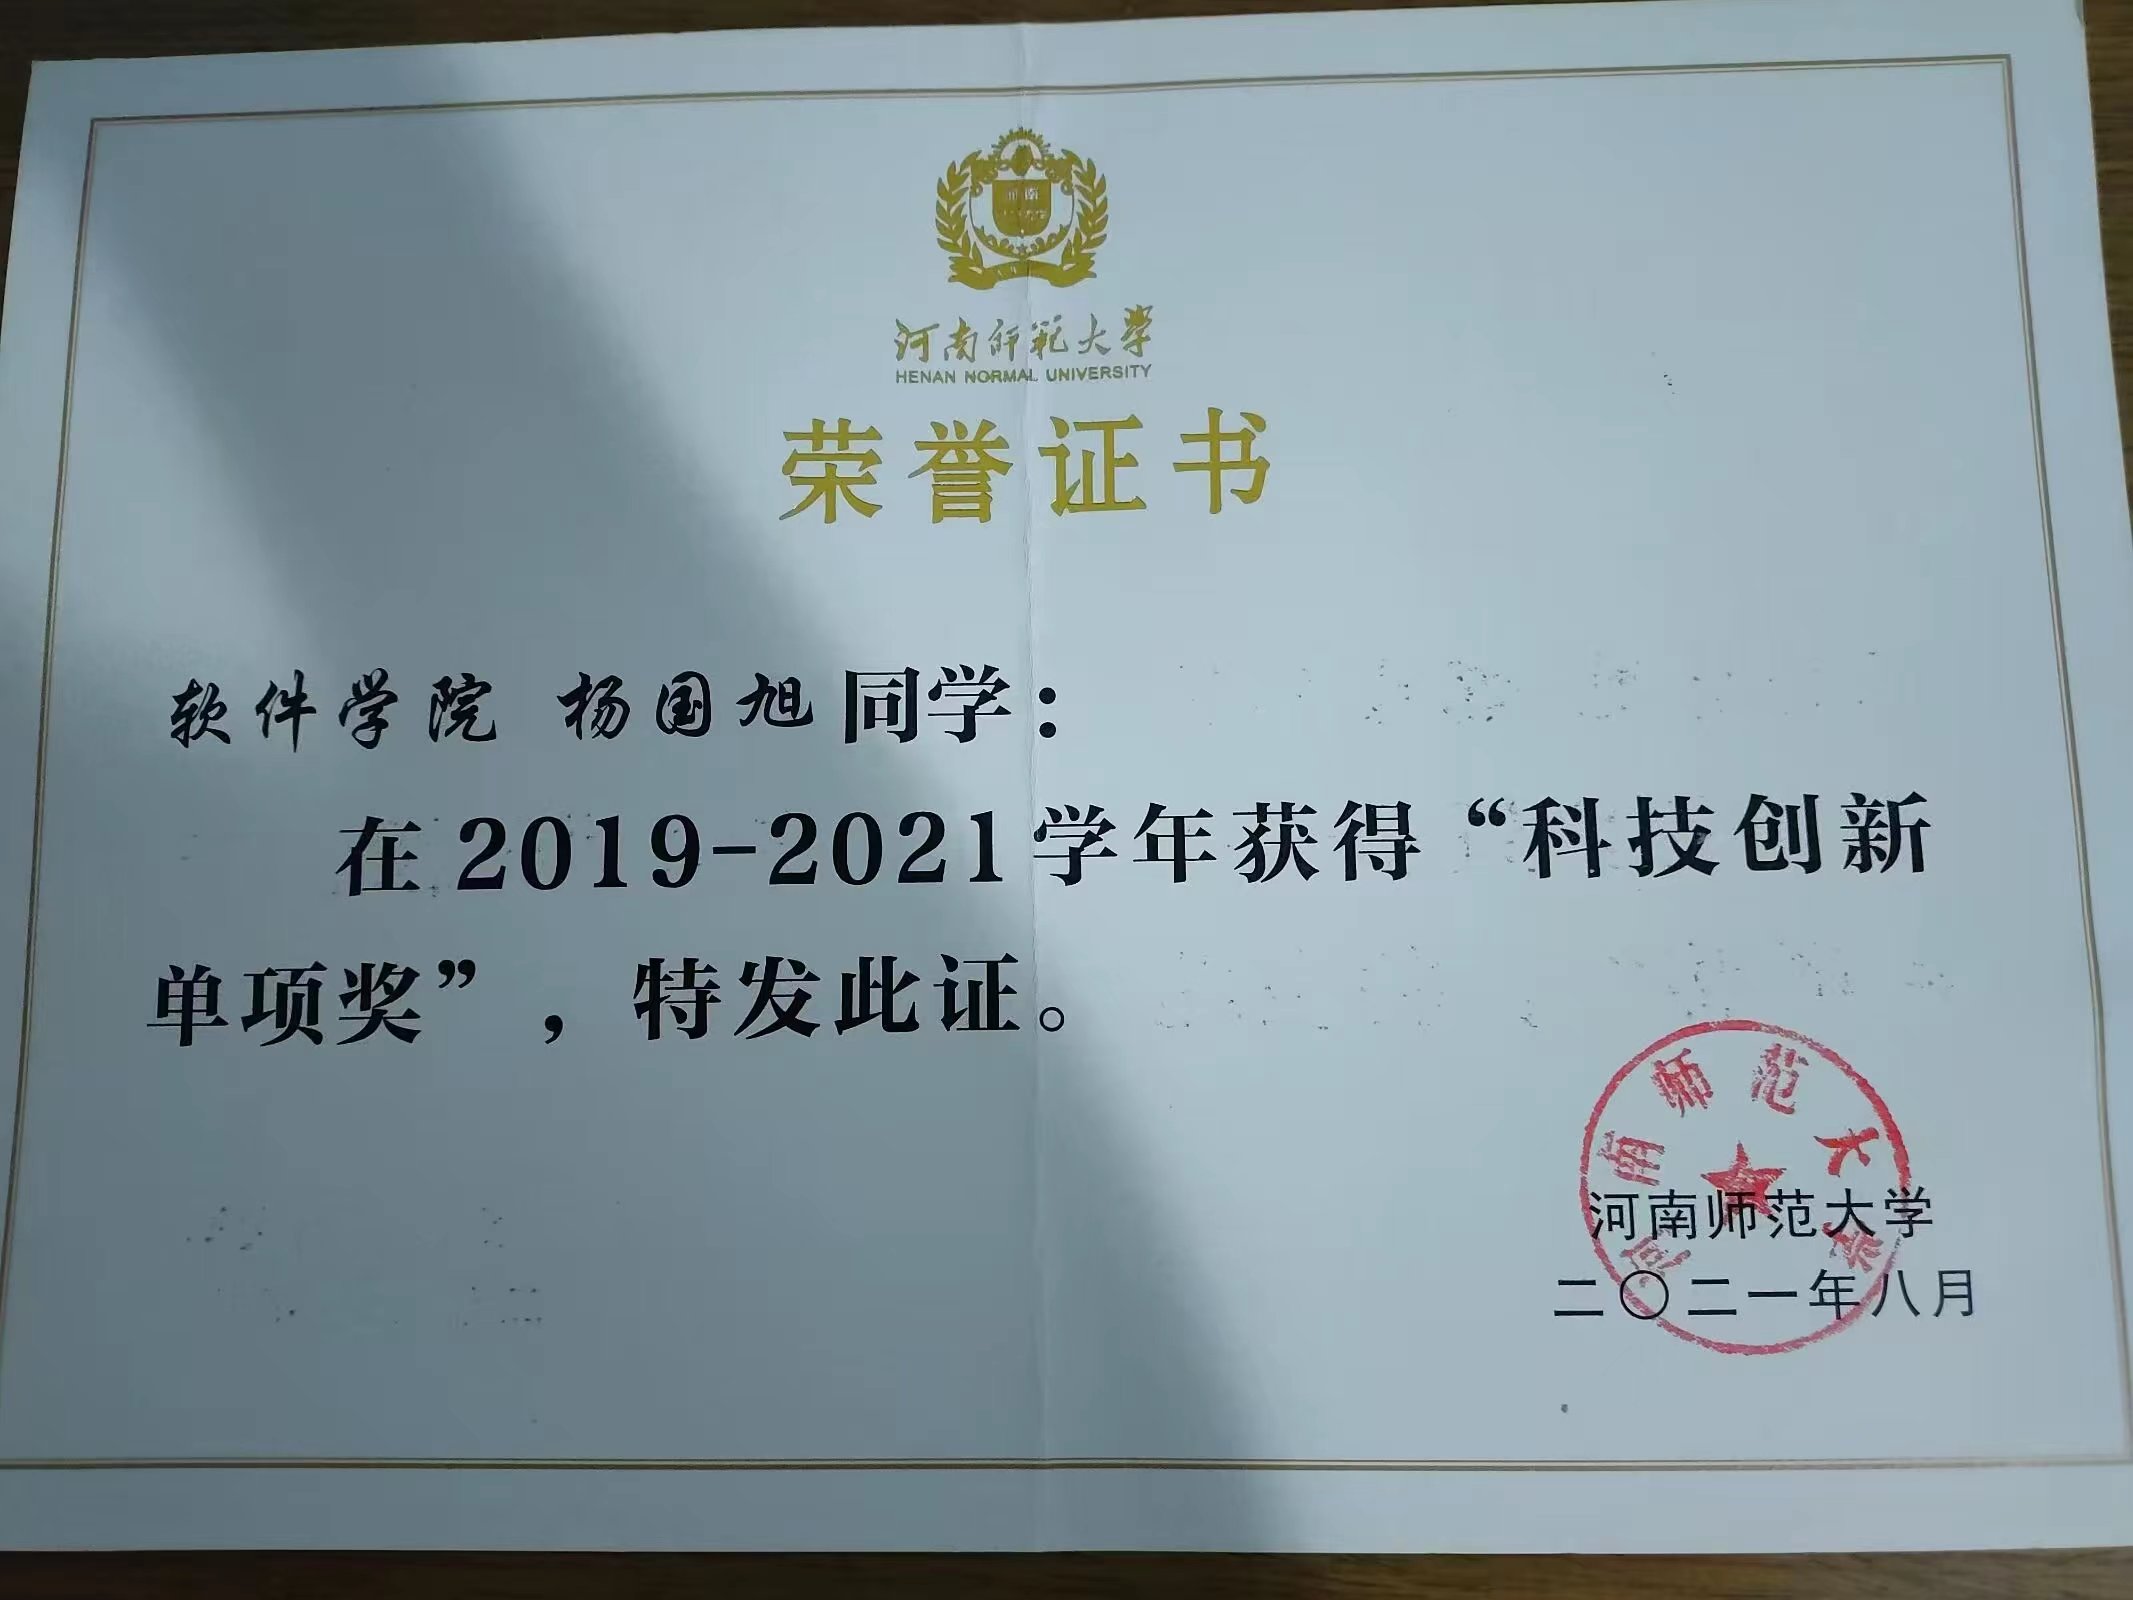 河南师范大学
HENAN NORMAL UNIVERSITY
荣誉证书
软件学院 杨国旭同学：
在2019-2021学年获得“科技创新
单项奖”，特发此证。
河南师范大学
河南师范大学
二〇二一年八月